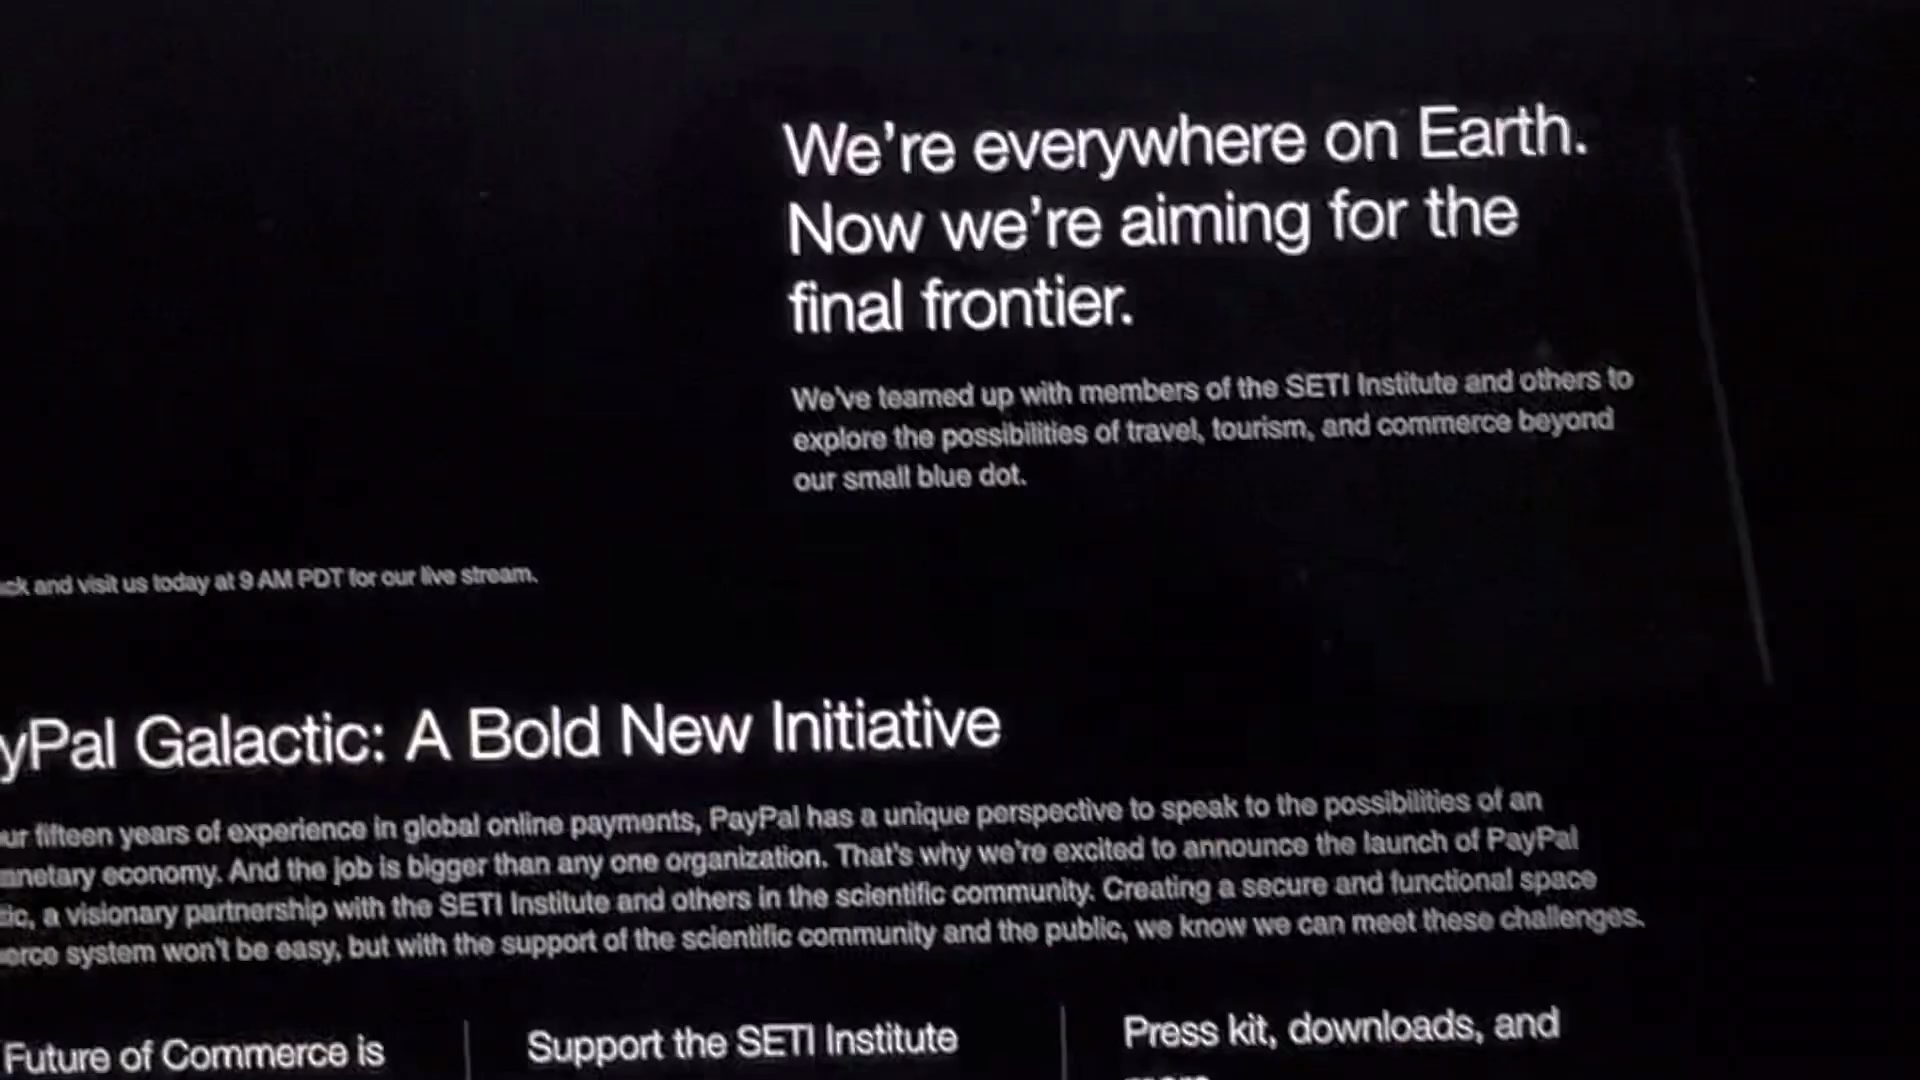 We're everywhere on Earth.
Now we're aiming for the
final frontier.
We've teamed up with members of the SETI Institute and others to
explore the possibilities of travel, tourism, and commerce beyond
our small blue dot.
and visit us today at 9 AM PDT for our live stream.
yPal Galactic: A Bold New Initiative
ur fifteen years of experience in global online payments, PayPal has a unique perspective to speak to the possibilities of an
anetary economy. And the job is bigger than any one organization. That's why we're excited to announce the launch of PayPal
ic, a visionary partnership with the SETI Institute and others in the scientific community. Creating a secure and functional space
erce system won't be easy, but with the support of the scientific community and the public, we know we can meet these challenges.
Future of Commerce is
Support the SETI Institute
Press kit, downloads, and